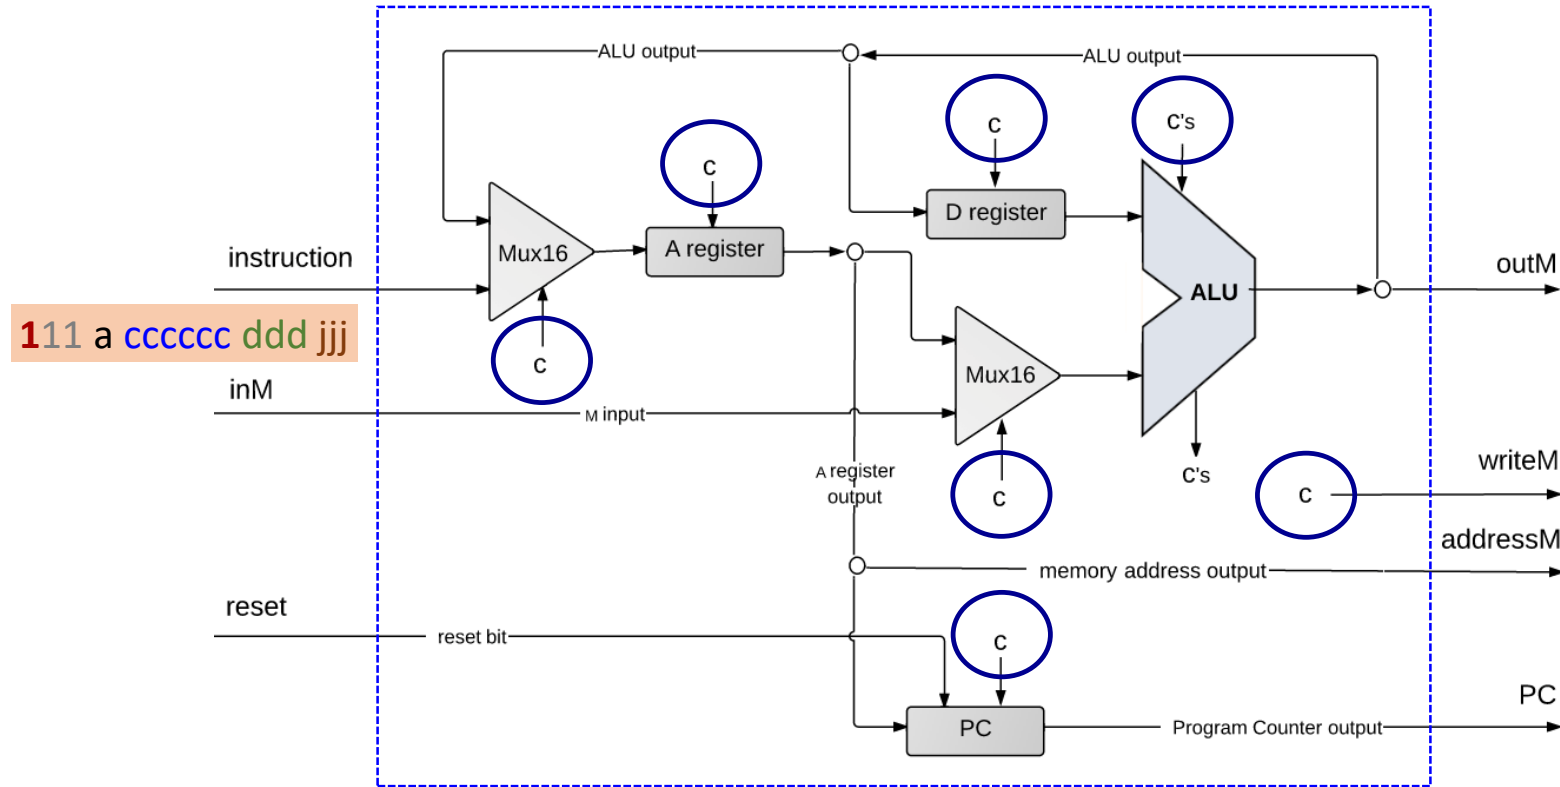 ALU output
ALU output
c
c's
c
D register
Mux16
A register
instruction
outM
ALU
111 a cccccc ddd jjj
c
Mux16
inM
M input
A register
output
c
c's
c
writeM
addressM
memory address output
reset
reset bit
c
PC
PC
Program Counter output